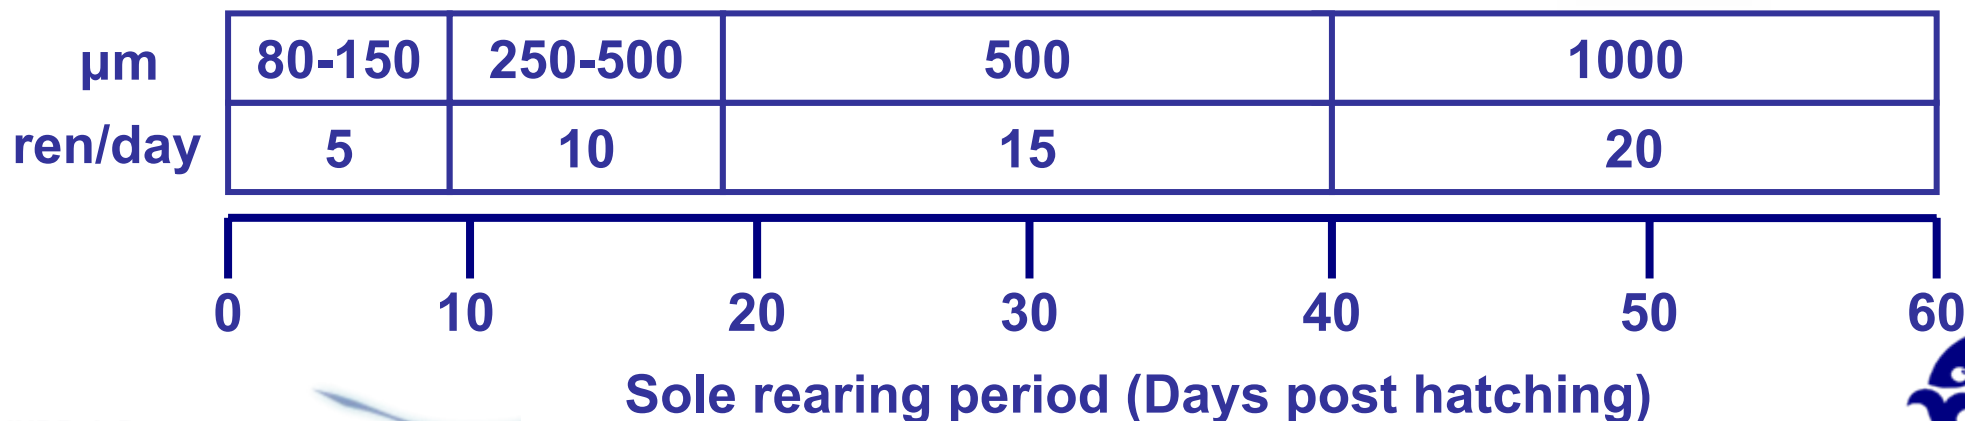 µm 80-150 250-500 500 1000
ren/day 5 10 15 20
0 10 20 30 40 50 60
Sole rearing period (Days post hatching)